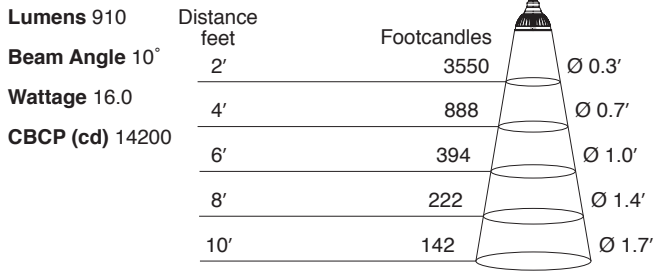 Lumens 910
Beam Angle 10°
Wattage 16.0
CBCP (cd) 14200
Distance
feet
Footcandles
2′ 3550 Ø 0.3′
4′ 888 Ø 0.7′
6′ 394 Ø 1.0′
8′ 222 Ø 1.4′
10′ 142 Ø 1.7′